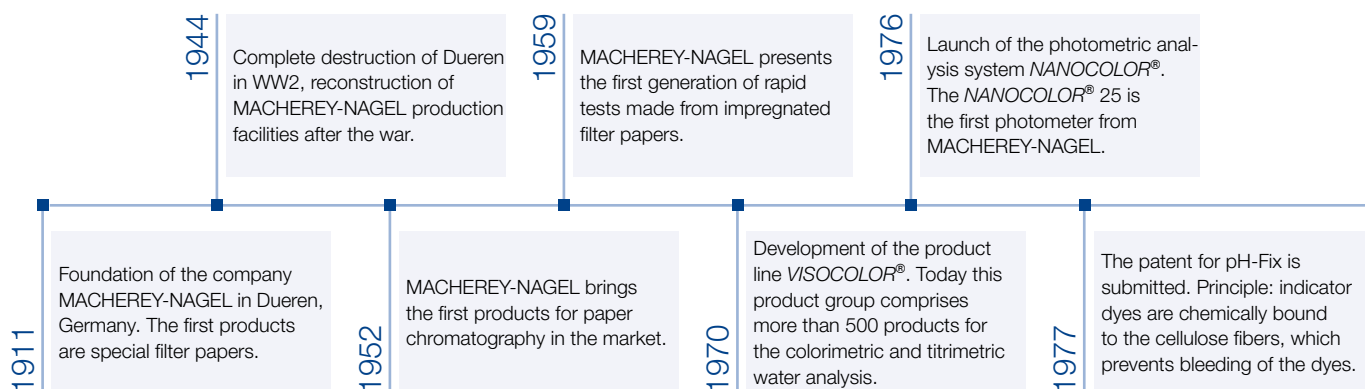 1944
Complete destruction of Dueren
in WW2, reconstruction of
MACHEREY-NAGEL production
facilities after the war.
1959
MACHEREY-NAGEL presents
the first generation of rapid
tests made from impregnated
filter papers.
1976
Launch of the photometric anal-
ysis system NANOCOLOR®.
The NANOCOLOR® 25 is
the first photometer from
MACHEREY-NAGEL.
1911
Foundation of the company
MACHEREY-NAGEL in Dueren,
Germany. The first products
are special filter papers.
1952
MACHEREY-NAGEL brings
the first products for paper
chromatography in the market.
1970
Development of the product
line VISOCOLOR®. Today this
product group comprises
more than 500 products for
the colorimetric and titrimetric
water analysis.
1977
The patent for pH-Fix is
submitted. Principle: indicator
dyes are chemically bound
to the cellulose fibers, which
prevents bleeding of the dyes.